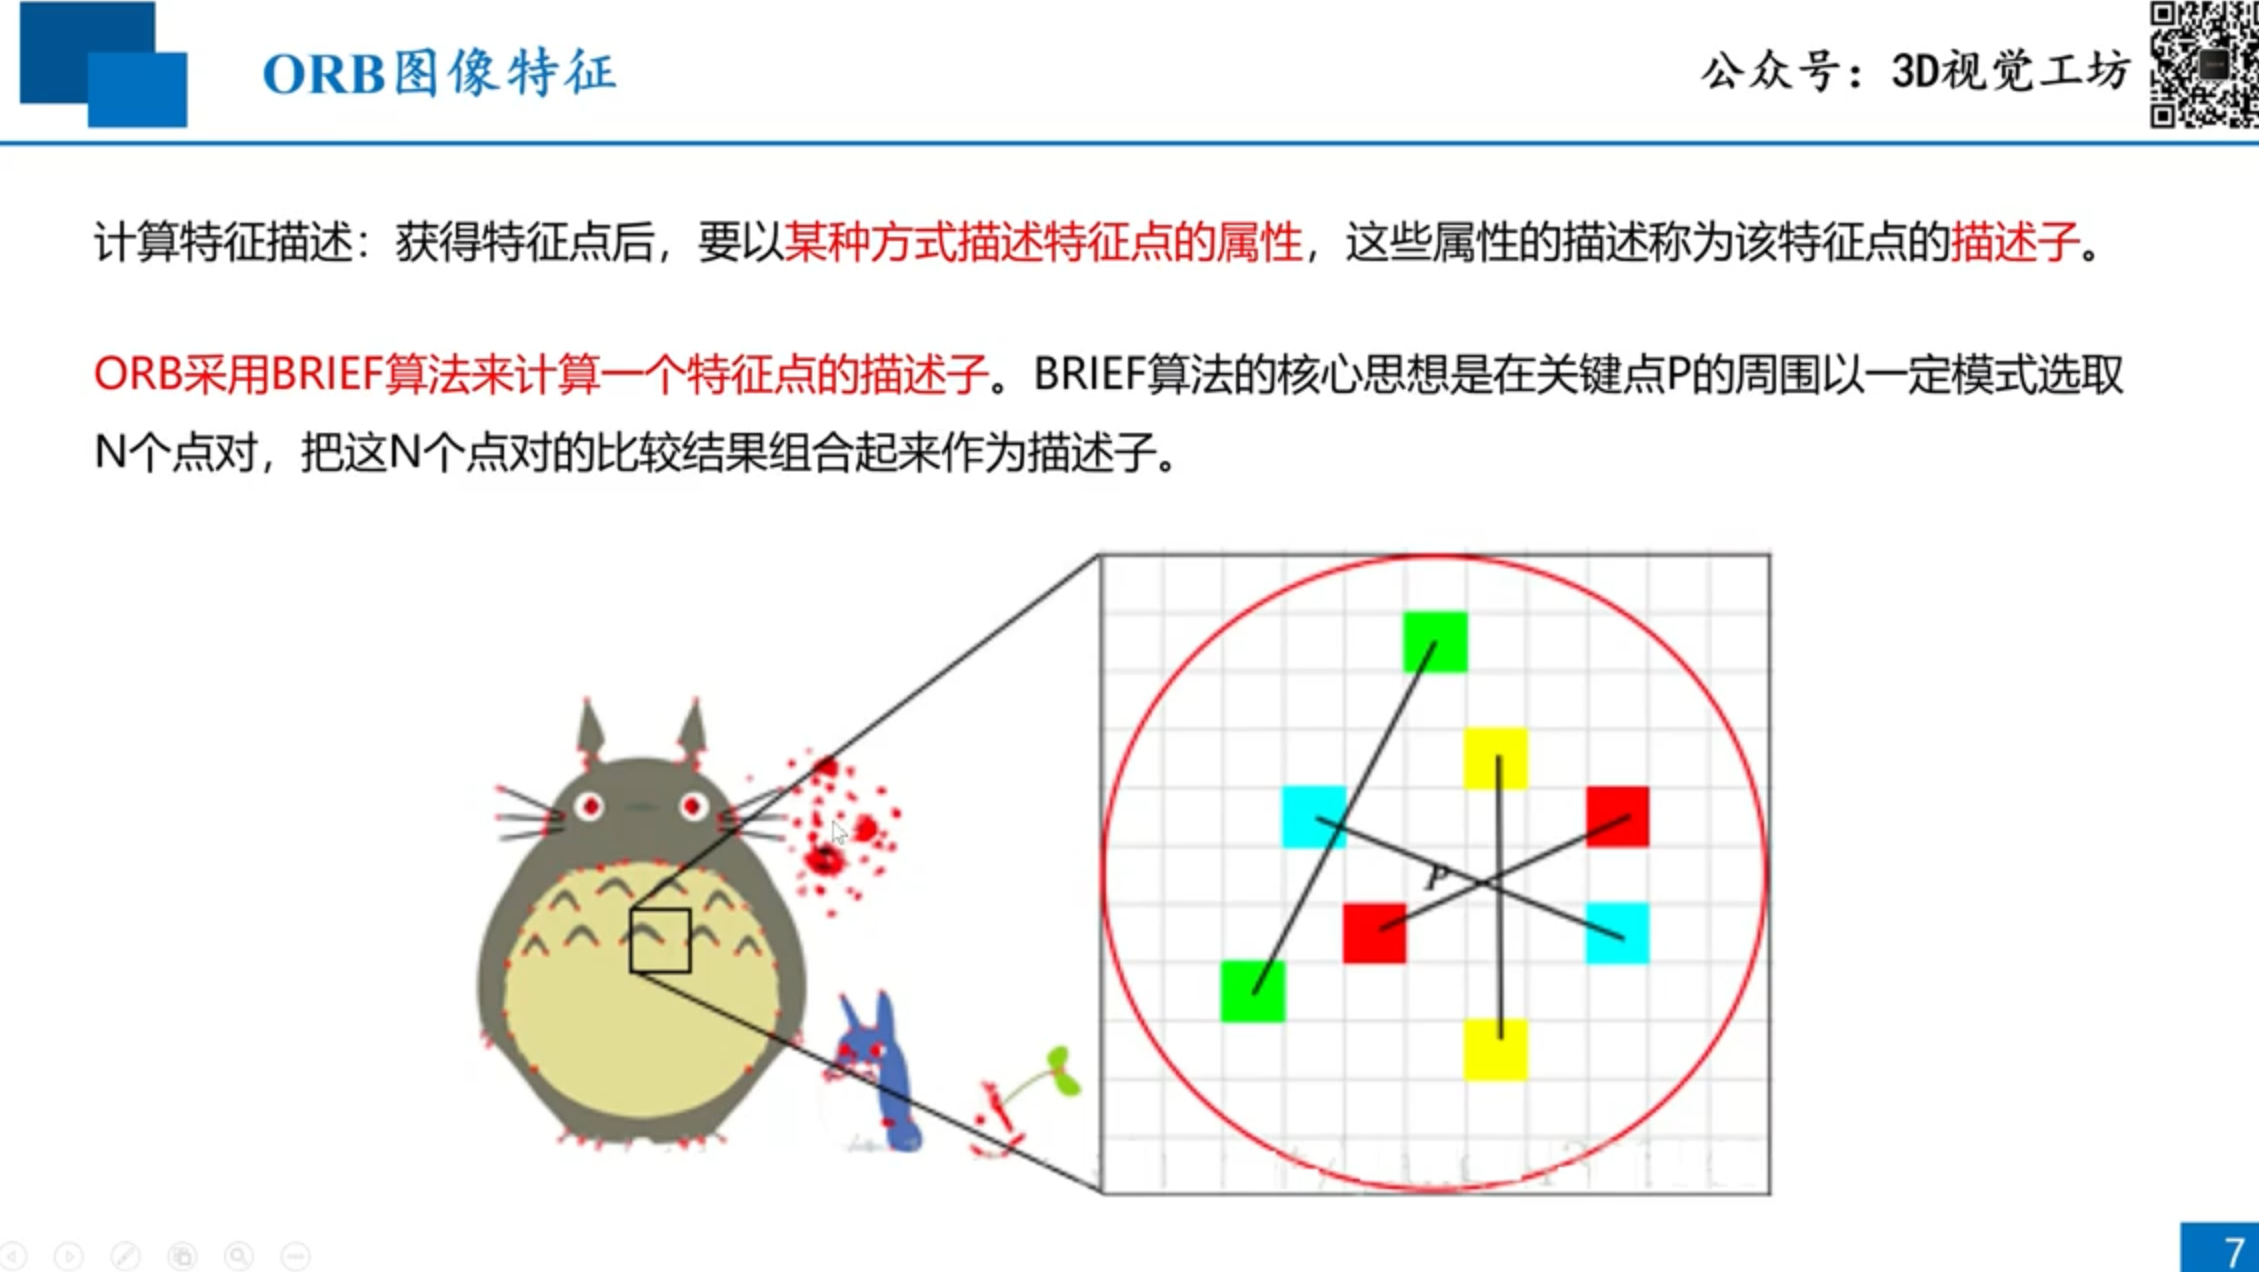 ORB图像特征
公众号：3D视觉工坊
计算特征描述：获得特征点后，要以某种方式描述特征点的属性，这些属性的描述称为该特征点的描述子。
ORB采用BRIEF算法来计算一个特征点的描述子。BRIEF算法的核心思想是在关键点P的周围以一定模式选取
N个点对，把这N个点对的比较结果组合起来作为描述子。
P
7